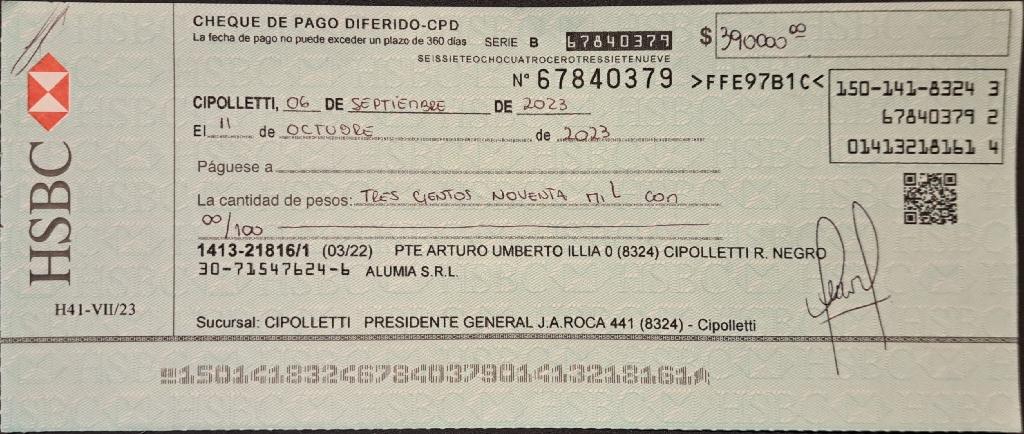 CHEQUE DE PAGO DIFERIDO-CPD
La fecha de pago no puede exceder un plazo de 360 días SERIE B 67840379
SEISSIETEOCHOCUATROCEROTRESSIETENUEVE
$ 390000,00
N° 67840379 >FFE97B1C<
150-141-8324 3
67840379 2
01413218161 4
CIPOLLETTI, 06 DE SEPTIEMBRE DE 2023
El 11 de OCTUBRE de 2023
Páguese a
La cantidad de pesos: TRES CIENTOS NOVENTA MIL CON
00/100
1413-21816/1 (03/22) PTE ARTURO UMBERTO ILLIA 0 (8324) CIPOLLETTI R. NEGRO
30-71547624-6 ALUMIA S.R.L.
Sucursal: CIPOLLETTI PRESIDENTE GENERAL J.A.ROCA 441 (8324) - Cipolletti
HSBC
H41-VII/23
15014183246784037901413218161